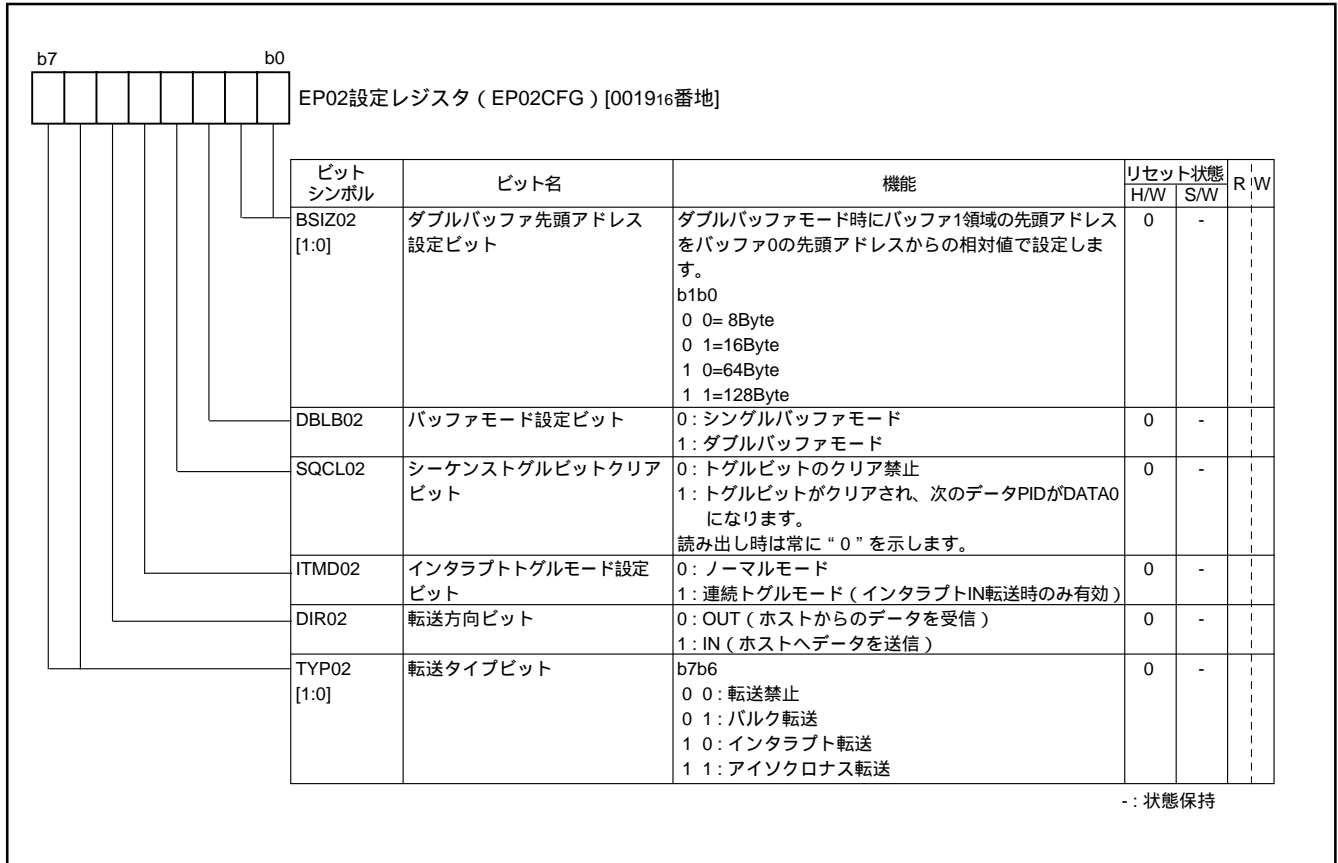 b7 b0
EP02設定レジスタ（EP02CFG）[001916番地]
ビット
シンボル
ビット名
機能
リセット状態
H/W S/W
R W
BSIZ02
[1:0]
ダブルバッファ先頭アドレス
設定ビット
ダブルバッファモード時にバッファ1領域の先頭アドレス
をバッファ0の先頭アドレスからの相対値で設定しま
す。
b1b0
0 0= 8Byte
0 1=16Byte
1 0=64Byte
1 1=128Byte
0 -
DBLB02
バッファモード設定ビット
0 : シングルバッファモード
1 : ダブルバッファモード
0 -
SQCL02
シーケンストグルビットクリア
ビット
0 : トグルビットのクリア禁止
1 : トグルビットがクリアされ、次のデータPIDがDATA0
になります。
読み出し時は常に“0”を示します。
0 -
ITMD02
インタラプトトグルモード設定
ビット
0 : ノーマルモード
1 : 連続トグルモード（インタラプトIN転送時のみ有効）
0 -
DIR02
転送方向ビット
0 : OUT（ホストからのデータを受信）
1 : IN（ホストへデータを送信）
0 -
TYP02
[1:0]
転送タイプビット
b7b6
0 0 : 転送禁止
0 1 : バルク転送
1 0 : インタラプト転送
1 1 : アイソクロナス転送
0 -
- : 状態保持